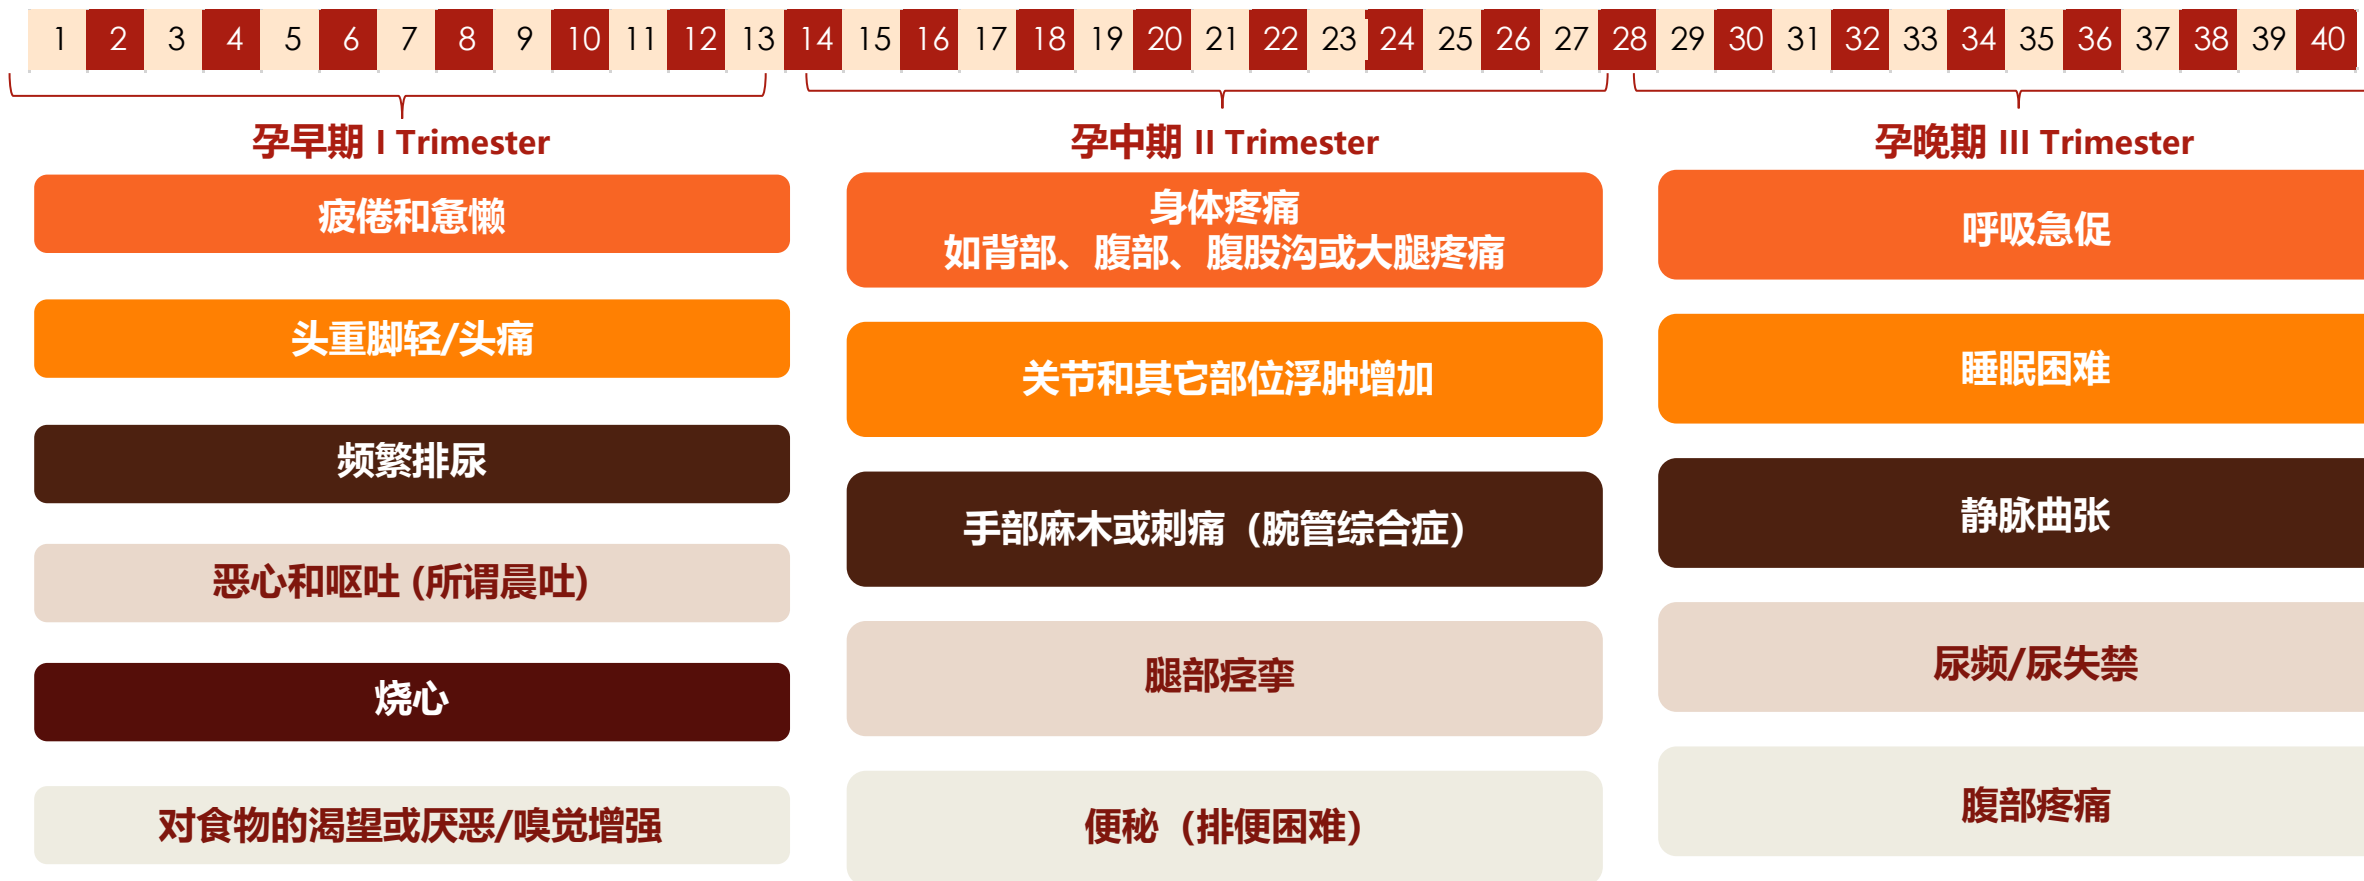 1 2 3 4 5 6 7 8 9 10 11 12 13 14 15 16 17 18 19 20 21 22 23 24 25 26 27 28 29 30 31 32 33 34 35 36 37 38 39 40
孕早期 I Trimester
疲倦和惫懒
头重脚轻/头痛
频繁排尿
恶心和呕吐 (所谓晨吐)
烧心
对食物的渴望或厌恶/嗅觉增强
孕中期 II Trimester
身体疼痛
如背部、腹部、腹股沟或大腿疼痛
关节和其它部位浮肿增加
手部麻木或刺痛（腕管综合症）
腿部痉挛
便秘（排便困难）
孕晚期 III Trimester
呼吸急促
睡眠困难
静脉曲张
尿频/尿失禁
腹部疼痛